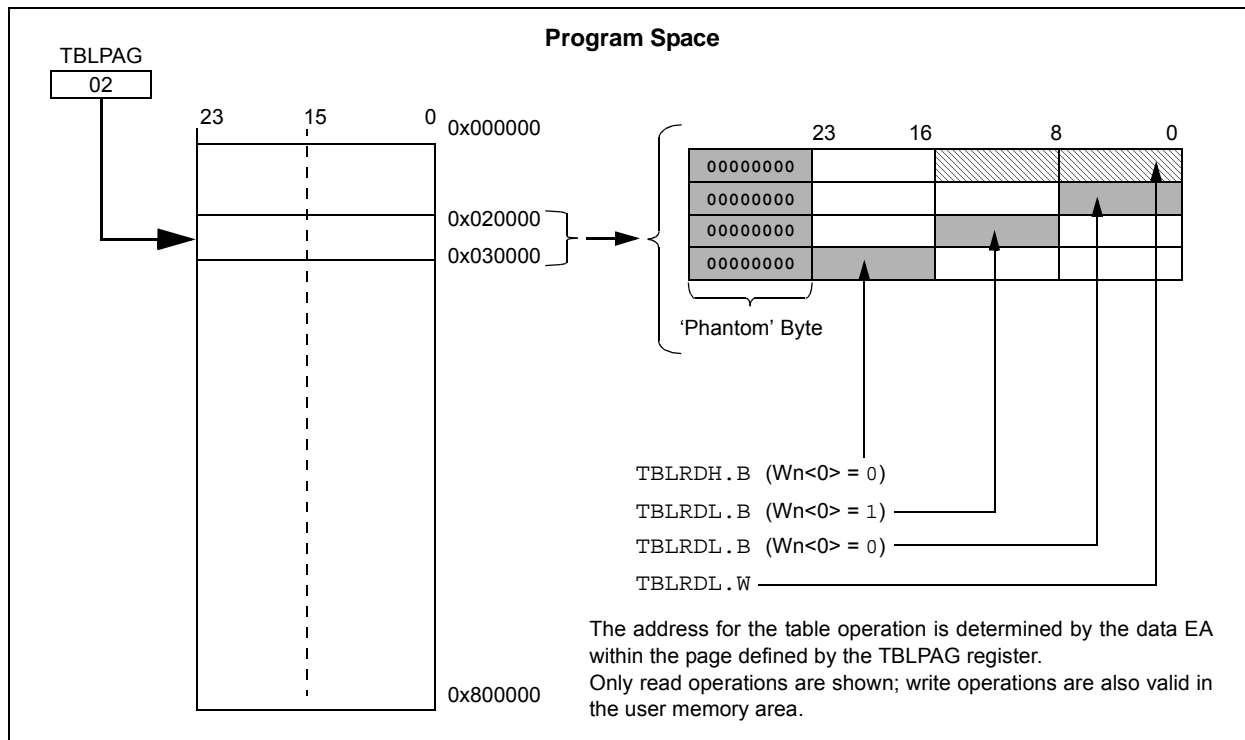 Program Space
TBLPAG
02
23 15 0
0x000000
0x020000
0x030000
0x800000
23 16 8 0
00000000
00000000
00000000
00000000
‘Phantom’ Byte
TBLRDH.B (Wn<0> = 0)
TBLRDL.B (Wn<0> = 1)
TBLRDL.B (Wn<0> = 0)
TBLRDL.W
The address for the table operation is determined by the data EA
within the page defined by the TBLPAG register.
Only read operations are shown; write operations are also valid in
the user memory area.